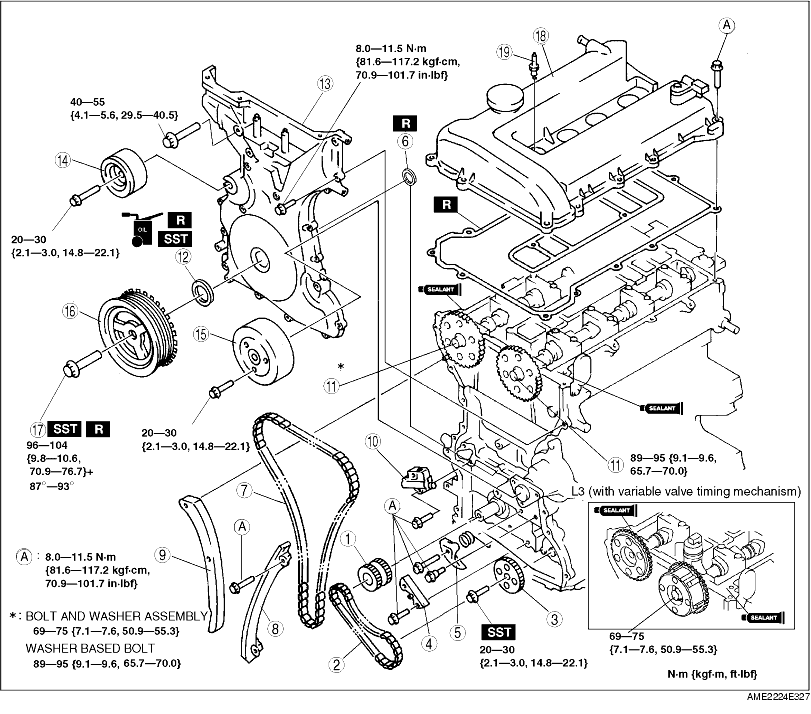 18
A
19
8.0—11.5 N·m
{81.6—117.2 kgf·cm,
70.9—101.7 in·lbf}
13
40—55
{4.1—5.6, 29.5—40.5}
R
6
14
R
20—30
{2.1—3.0, 14.8—22.1}
OIL
R
SST
12
SEALANT
16
15
*
11
SEALANT
17 SST R
96—104
{9.8—10.6,
70.9—76.7}+
87°—93°
20—30
{2.1—3.0, 14.8—22.1}
10
11
89—95 {9.1—9.6,
65.7—70.0}
7
L3 (with variable valve timing mechanism)
A
A
SEALANT
A : 8.0—11.5 N·m
{81.6—117.2 kgf·cm,
70.9—101.7 in·lbf}
9
1
3
SEALANT
*: BOLT AND WASHER ASSEMBLY
69—75 {7.1—7.6, 50.9—55.3}
WASHER BASED BOLT
89—95 {9.1—9.6, 65.7—70.0}
8
2
4
5
SST
20—30
{2.1—3.0, 14.8—22.1}
69—75
{7.1—7.6, 50.9—55.3}
N·m {kgf·m, ft·lbf}
AME2224E327